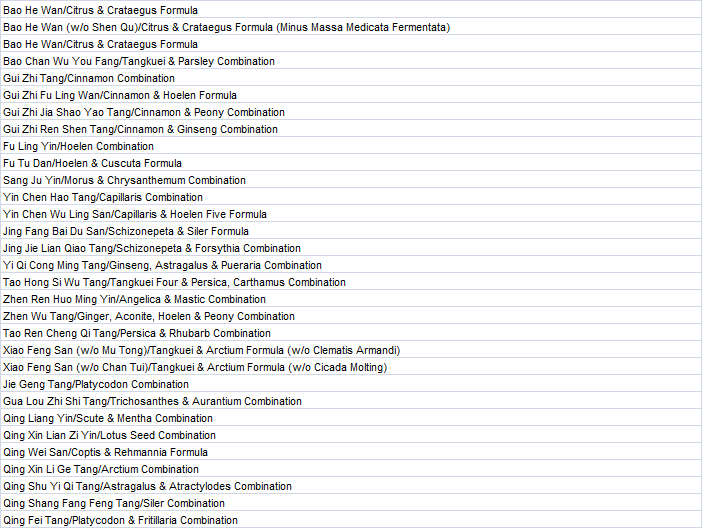 Bao He Wan/Citrus & Crataegus Formula
Bao He Wan (w/o Shen Qu)/Citrus & Crataegus Formula (Minus Massa Medicata Fermentata)
Bao He Wan/Citrus & Crataegus Formula
Bao Chan Wu You Fang/Tangkuei & Parsley Combination
Gui Zhi Tang/Cinnamon Combination
Gui Zhi Fu Ling Wan/Cinnamon & Hoelen Formula
Gui Zhi Jia Shao Yao Tang/Cinnamon & Peony Combination
Gui Zhi Ren Shen Tang/Cinnamon & Ginseng Combination
Fu Ling Yin/Hoelen Combination
Fu Tu Dan/Hoelen & Cuscuta Formula
Sang Ju Yin/Morus & Chrysanthemum Combination
Yin Chen Hao Tang/Capillaris Combination
Yin Chen Wu Ling San/Capillaris & Hoelen Five Formula
Jing Fang Bai Du San/Schizonepeta & Siler Formula
Jing Jie Lian Qiao Tang/Schizonepeta & Forsythia Combination
Yi Qi Cong Ming Tang/Ginseng, Astragalus & Pueraria Combination
Tao Hong Si Wu Tang/Tangkuei Four & Persica, Carthamus Combination
Zhen Ren Huo Ming Yin/Angelica & Mastic Combination
Zhen Wu Tang/Ginger, Aconite, Hoelen & Peony Combination
Tao Ren Cheng Qi Tang/Persica & Rhubarb Combination
Xiao Feng San (w/o Mu Tong)/Tangkuei & Arctium Formula (w/o Clematis Armandi)
Xiao Feng San (w/o Chan Tui)/Tangkuei & Arctium Formula (w/o Cicada Molting)
Jie Geng Tang/Platycodon Combination
Gua Lou Zhi Shi Tang/Trichosanthes & Aurantium Combination
Qing Liang Yin/Scute & Mentha Combination
Qing Xin Lian Zi Yin/Lotus Seed Combination
Qing Wei San/Coptis & Rehmannia Formula
Qing Xin Li Ge Tang/Arctium Combination
Qing Shu Yi Qi Tang/Astragalus & Atractylodes Combination
Qing Shang Fang Feng Tang/Siler Combination
Qing Fei Tang/Platycodon & Fritillaria Combination